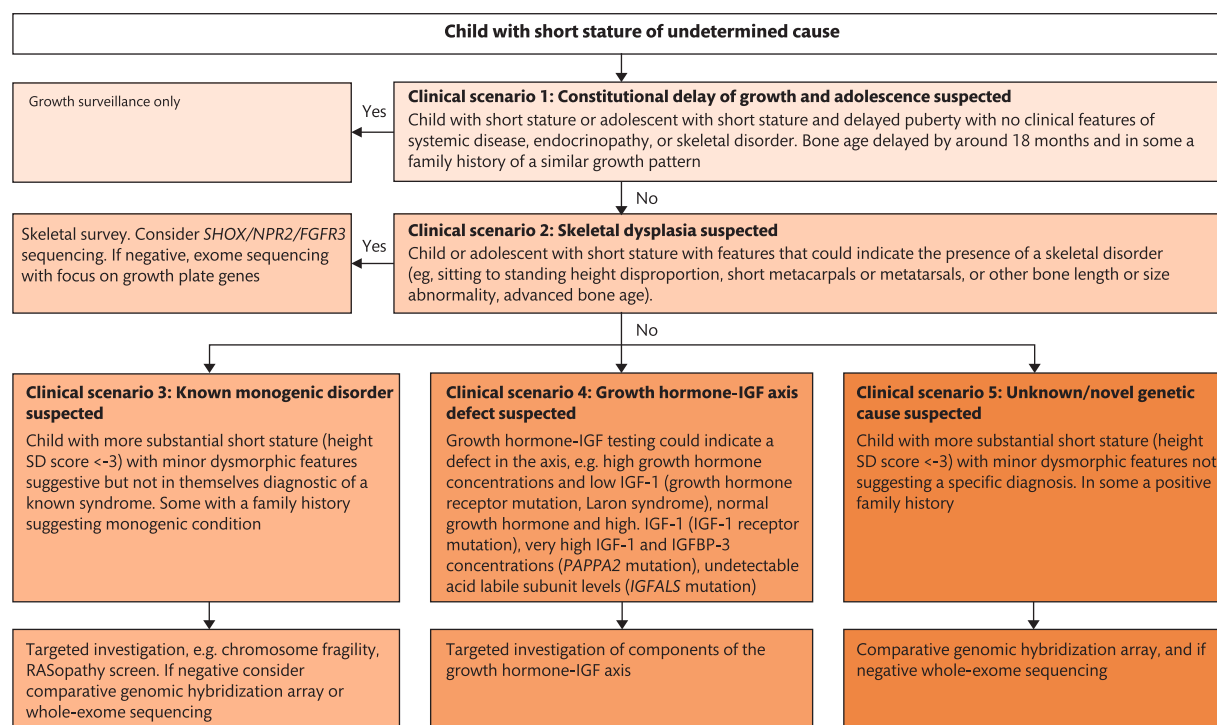 Child with short stature of undetermined cause
Growth surveillance only
Yes
Clinical scenario 1: Constitutional delay of growth and adolescence suspected
Child with short stature or adolescent with short stature and delayed puberty with no clinical features of
systemic disease, endocrinopathy, or skeletal disorder. Bone age delayed by around 18 months and in some a
family history of a similar growth pattern
No
Skeletal survey. Consider SHOX/NPR2/FGFR3
sequencing. If negative, exome sequencing
with focus on growth plate genes
Yes
Clinical scenario 2: Skeletal dysplasia suspected
Child or adolescent with short stature with features that could indicate the presence of a skeletal disorder
(eg, sitting to standing height disproportion, short metacarpals or metatarsals, or other bone length or size
abnormality, advanced bone age).
No
Clinical scenario 3: Known monogenic disorder
suspected
Child with more substantial short stature (height
SD score <-3) with minor dysmorphic features
suggestive but not in themselves diagnostic of a
known syndrome. Some with a family history
suggesting monogenic condition
Clinical scenario 4: Growth hormone-IGF axis
defect suspected
Growth hormone-IGF testing could indicate a
defect in the axis, e.g. high growth hormone
concentrations and low IGF-1 (growth hormone
receptor mutation, Laron syndrome), normal
growth hormone and high. IGF-1 (IGF-1 receptor
mutation), very high IGF-1 and IGFBP-3
concentrations (PAPPA2 mutation), undetectable
acid labile subunit levels (IGFALS mutation)
Clinical scenario 5: Unknown/novel genetic
cause suspected
Child with more substantial short stature (height
SD score <-3) with minor dysmorphic features not
suggesting a specific diagnosis. In some a positive
family history
Targeted investigation, e.g. chromosome fragility,
RASopathy screen. If negative consider
comparative genomic hybridization array or
whole-exome sequencing
Targeted investigation of components of the
growth hormone-IGF axis
Comparative genomic hybridization array, and if
negative whole-exome sequencing